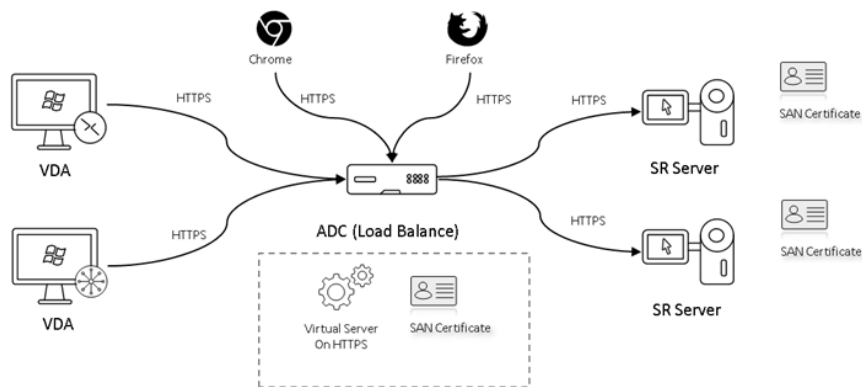 Chrome
Firefox
HTTPS
HTTPS
HTTPS
HTTPS
SAN Certificate
VDA
SR Server
HTTPS
HTTPS
ADC (Load Balance)
SAN Certificate
VDA
SR Server
Virtual Server
On HTTPS
SAN Certificate